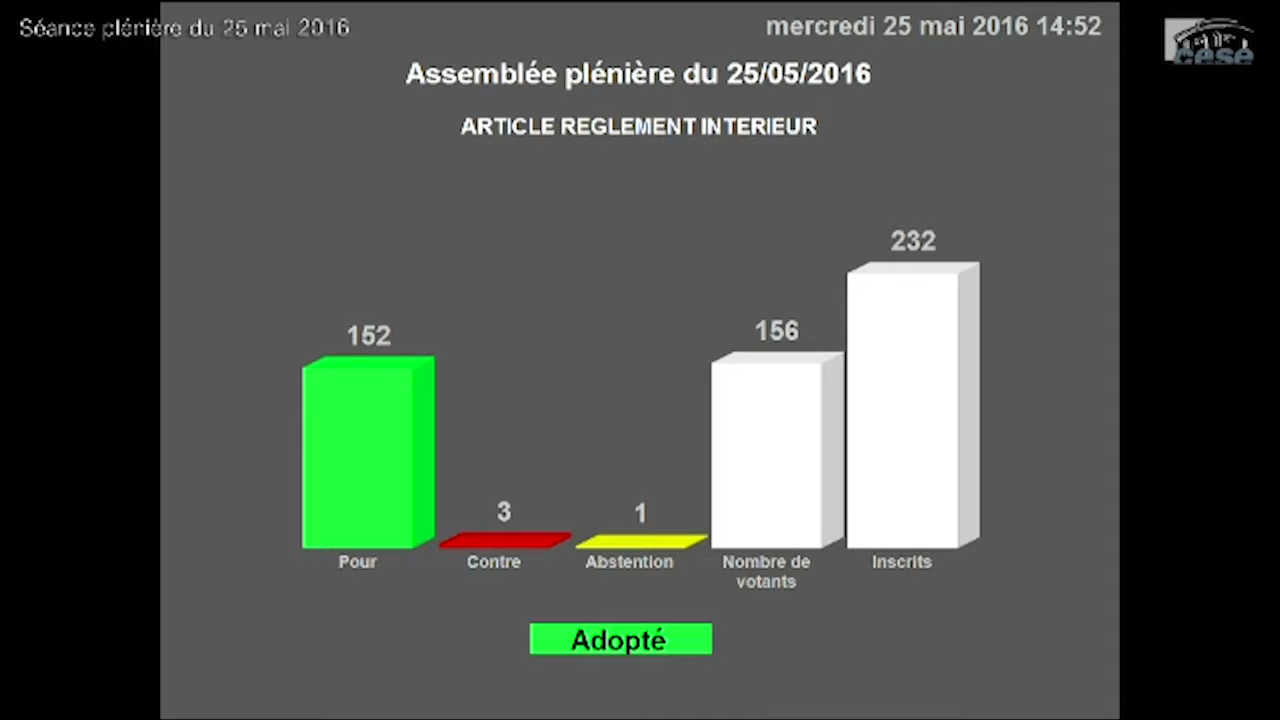 Séance plénière du 25 mai 2016
mercredi 25 mai 2016 14:52
cese
Assemblée plénière du 25/05/2016
ARTICLE REGLEMENT INTERIEUR
232
152
156
3
1
Pour
Contre
Abstention
Nombre de
votants
Inscrits
Adopté